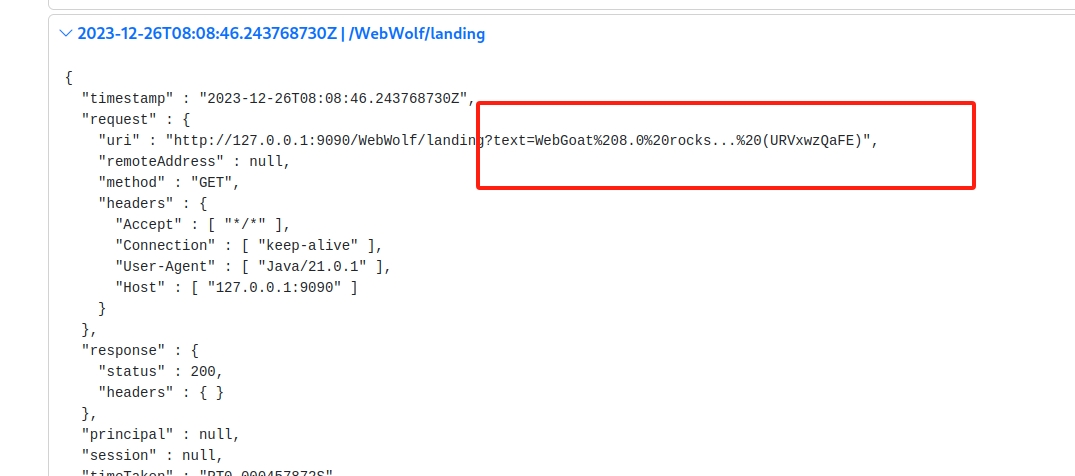 2023-12-26T08:08:46.243768730Z | /WebWolf/landing
{
"timestamp" : "2023-12-26T08:08:46.243768730Z",
"request" : {
"uri" : "http://127.0.0.1:9090/WebWolf/landing?text=WebGoat%208.0%20rocks...%20(URVxwzQaFE)",
"remoteAddress" : null,
"method" : "GET",
"headers" : {
"Accept" : [ "*/*" ],
"Connection" : [ "keep-alive" ],
"User-Agent" : [ "Java/21.0.1" ],
"Host" : [ "127.0.0.1:9090" ]
}
},
"response" : {
"status" : 200,
"headers" : { }
},
"principal" : null,
"session" : null,
"timeTaken" : "PT0.000457872S"